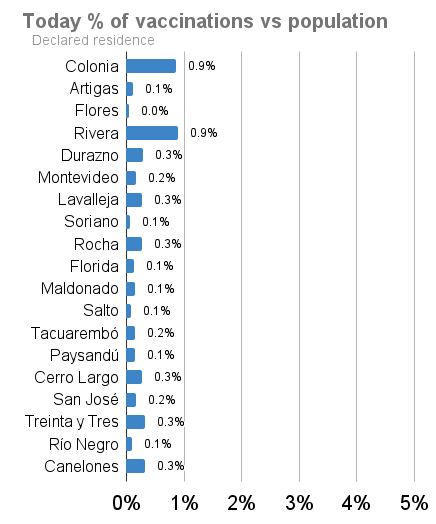 Today % of vaccinations vs population
Declared residence
Colonia 0.9%
Artigas 0.1%
Flores 0.0%
Rivera 0.9%
Durazno 0.3%
Montevideo 0.2%
Lavalleja 0.3%
Soriano 0.1%
Rocha 0.3%
Florida 0.1%
Maldonado 0.1%
Salto 0.1%
Tacuarembó 0.2%
Paysandú 0.1%
Cerro Largo 0.3%
San José 0.2%
Treinta y Tres 0.3%
Río Negro 0.1%
Canelones 0.3%
0% 1% 2% 3% 4% 5%